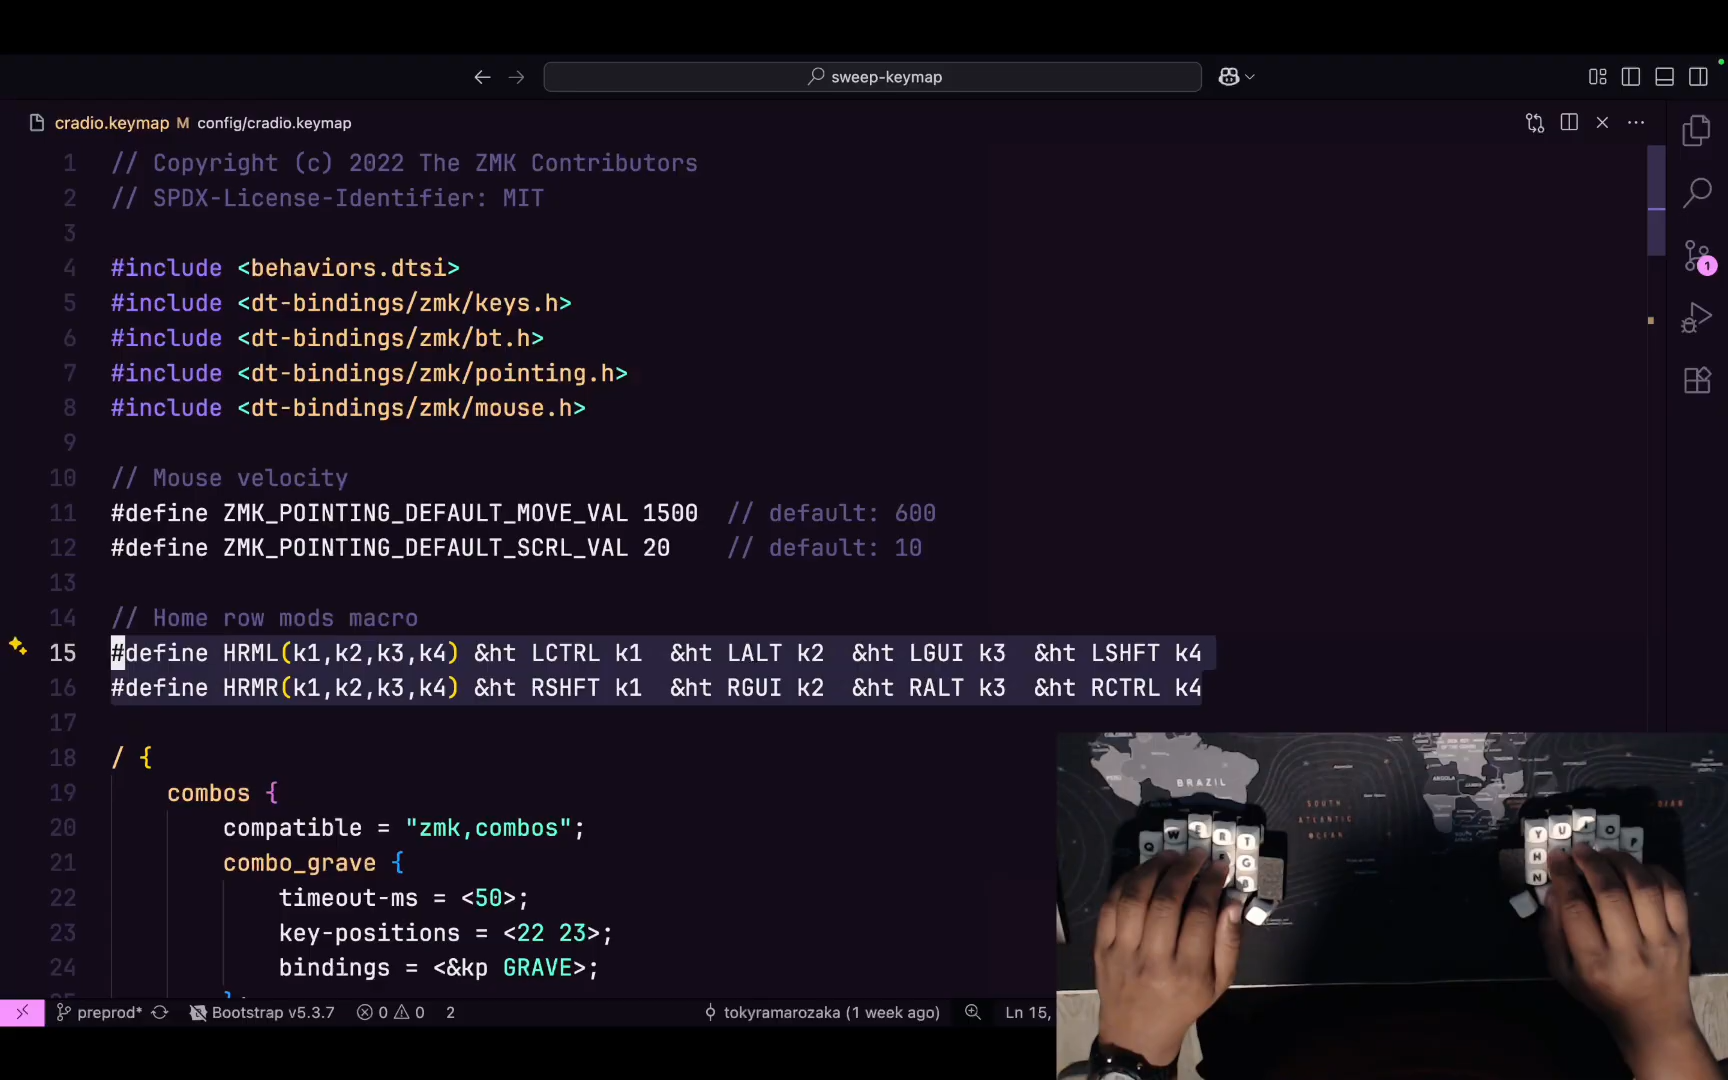 sweep-keymap
cradio.keymap M config/cradio.keymap
1 // Copyright (c) 2022 The ZMK Contributors
2 // SPDX-License-Identifier: MIT
3
4 #include <behaviors.dtsi>
5 #include <dt-bindings/zmk/keys.h>
6 #include <dt-bindings/zmk/bt.h>
7 #include <dt-bindings/zmk/pointing.h>
8 #include <dt-bindings/zmk/mouse.h>
9
10 // Mouse velocity
11 #define ZMK_POINTING_DEFAULT_MOVE_VAL 1500 // default: 600
12 #define ZMK_POINTING_DEFAULT_SCRL_VAL 20 // default: 10
13
14 // Home row mods macro
15 #define HRML(k1,k2,k3,k4) &ht LCTRL k1 &ht LALT k2 &ht LGUI k3 &ht LSHFT k4
16 #define HRMR(k1,k2,k3,k4) &ht RSHFT k1 &ht RGUI k2 &ht RALT k3 &ht RCTRL k4
17
18 / {
19 combos {
20 compatible = "zmk,combos";
21 combo_grave {
22 timeout-ms = <50>;
23 key-positions = <22 23>;
24 bindings = <&kp GRAVE>;
1
preprod* Bootstrap v5.3.7 0 0 2 tokyramarozaka (1 week ago) Ln 15,
BRAZIL
SOUTH
ATLANTIC
OCEAN
Q W E R T
G
B
Y U I O P
H
N